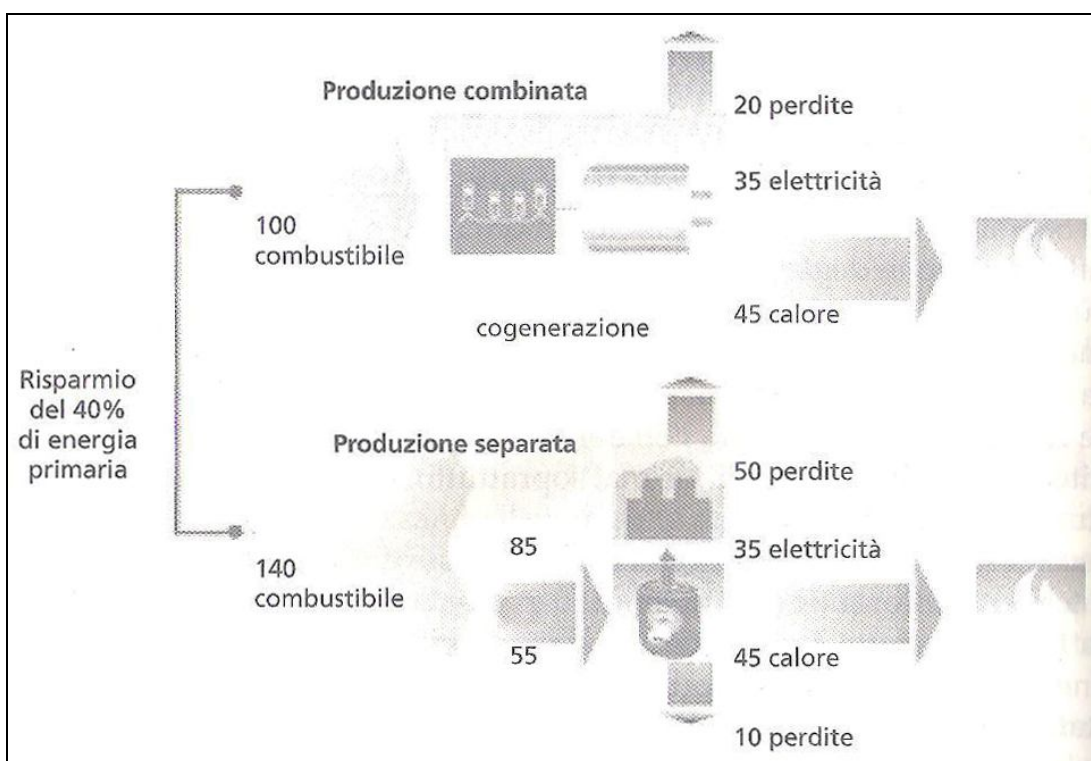 Produzione combinata
20 perdite
35 elettricità
100
combustibile
45 calore
cogenerazione
Risparmio
del 40%
di energia
primaria
Produzione separata
50 perdite
85
35 elettricità
140
combustibile
55
45 calore
10 perdite